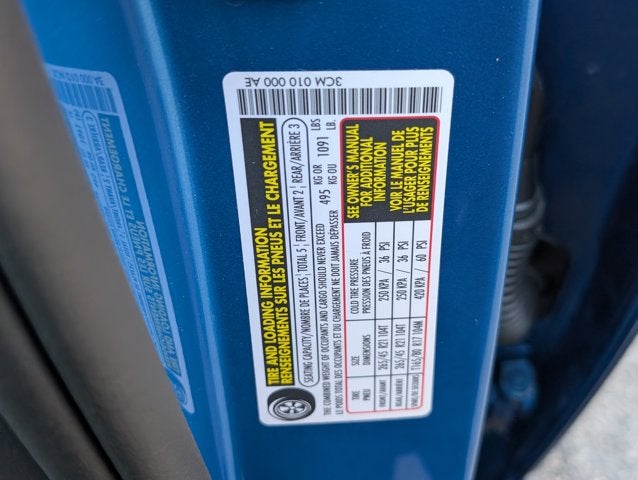 3CM 010 000 AE
TIRE AND LOADING INFORMATION
RENSEIGNEMENTS SUR LES PNEUS ET LE CHARGEMENT
SEATING CAPACITY/NOMBRE DE PLACES TOTAL 5 FRONT/AVANT 2 REAR/ARRIÈRE 3
THE COMBINED WEIGHT OF OCCUPANTS AND CARGO SHOULD NEVER EXCEED 495 KG OR 1091 LBS
LE POIDS TOTAL DES OCCUPANTS ET DU CHARGEMENT NE DOIT JAMAIS DÉPASSER KG OU LB.
TIRE SIZE COLD TIRE PRESSURE
PNEU DIMENSIONS PRESSION DES PNEUS À FROID
FRONT/AVANT 265/45 R21 104T 250 KPA / 36 PSI
REAR/ARRIÈRE 265/45 R21 104T 250 KPA / 36 PSI
SPARE/DE SECOURS T165/80 R17 104M 420 KPA / 60 PSI
SEE OWNER'S MANUAL
FOR ADDITIONAL
INFORMATION
VOIR LE MANUEL DE
L'USAGER POUR PLUS
DE RENSEIGNEMENTS